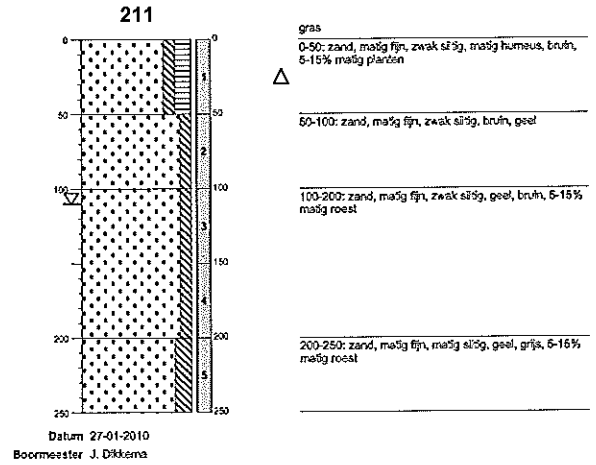 211
gras
0
0
0-50: zand, matig fijn, zwak siltig, matig humeus, bruin,
5-15% matig planten
1
50
50
50-100: zand, matig fijn, zwak siltig, bruin, geel
2
100
100
100-200: zand, matig fijn, zwak siltig, geel, bruin, 5-15%
matig roest
3
150
150
4
200
200
200-250: zand, matig fijn, matig siltig, geel, grijs, 5-15%
matig roest
5
250
250
Datum 27-01-2010
Boormeester J. Dikkema